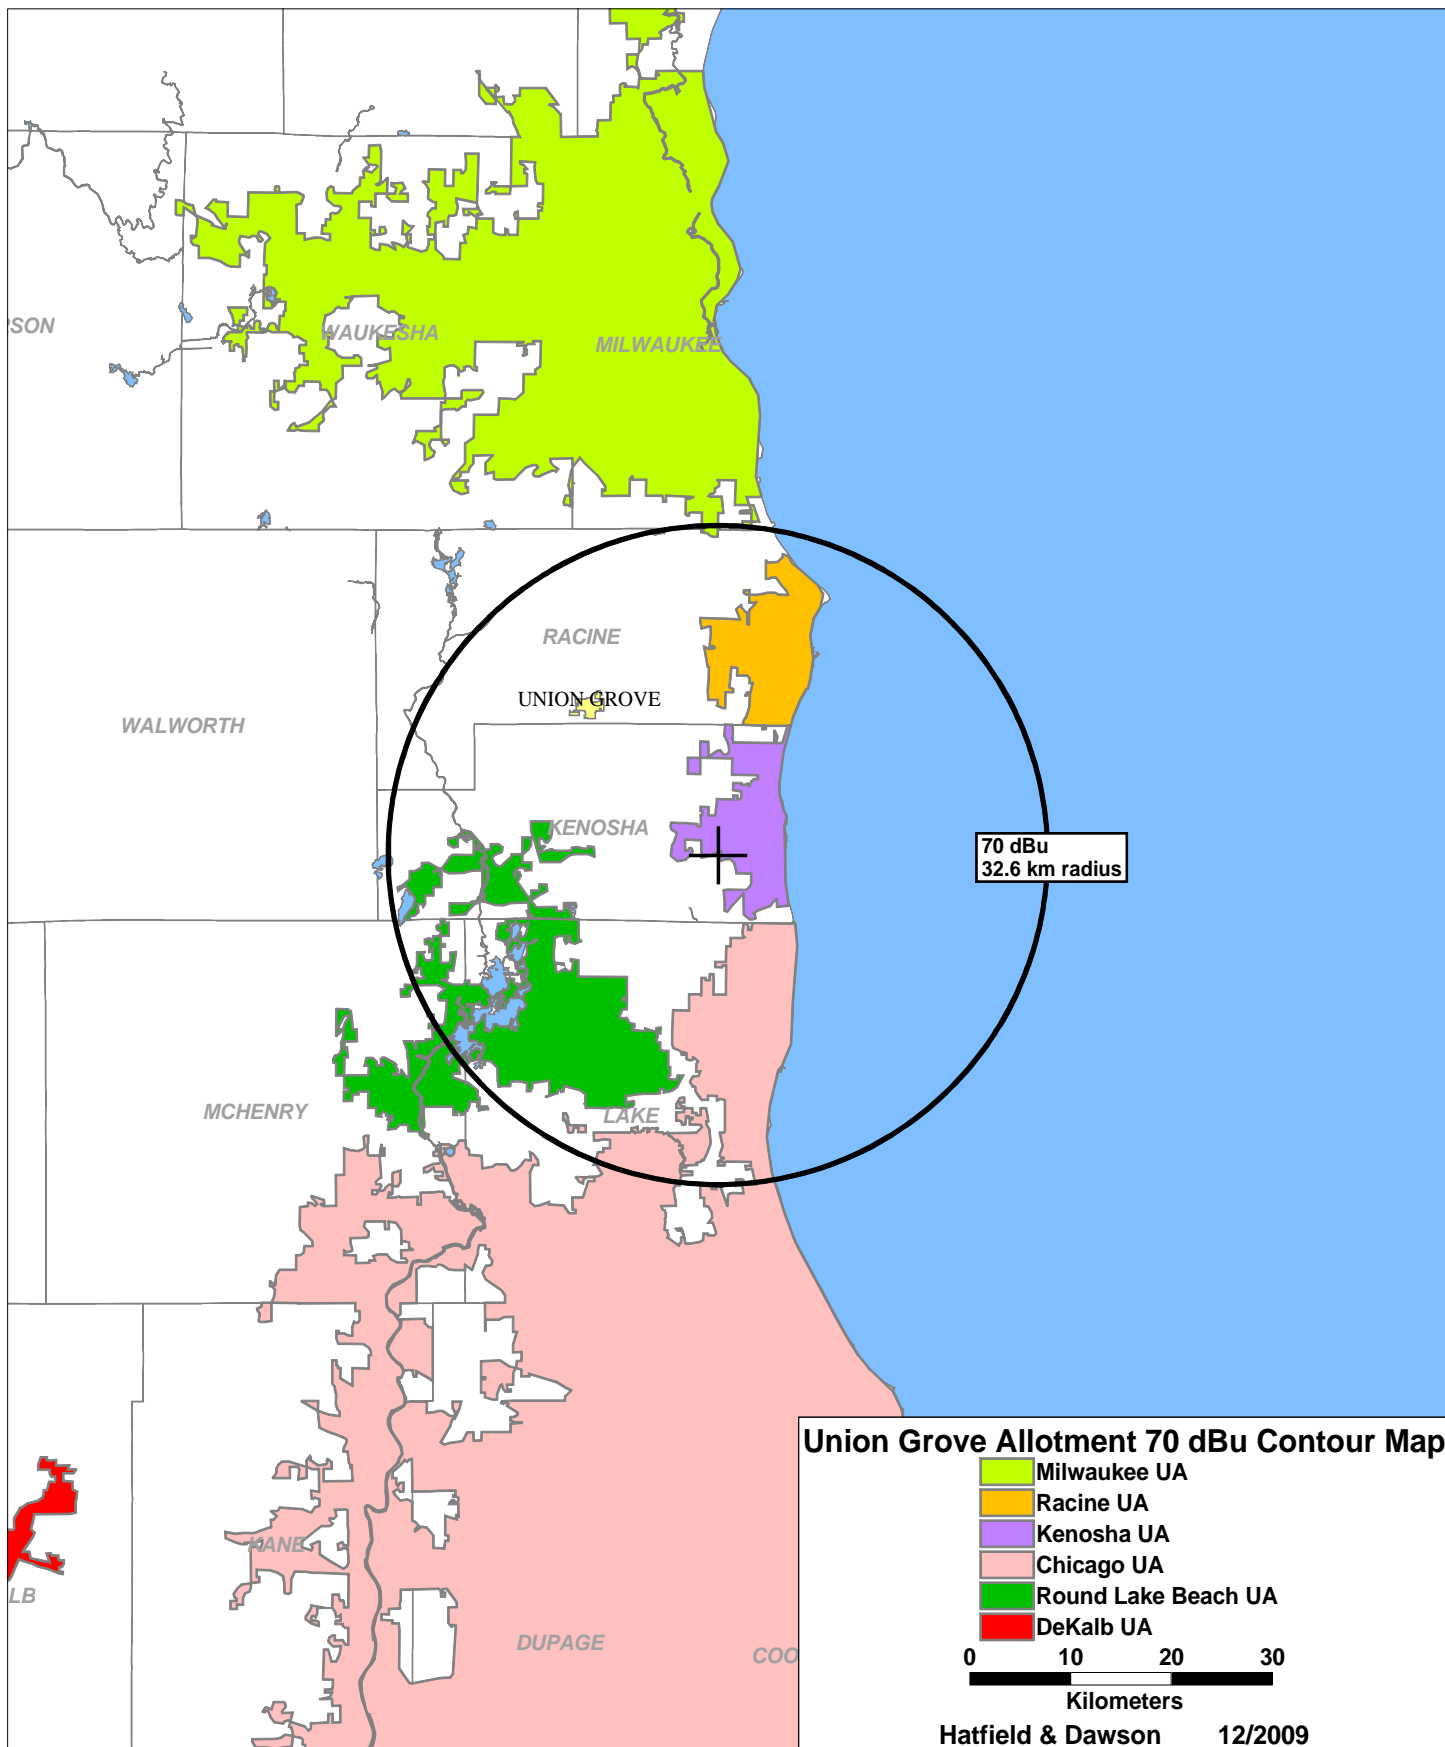 RSON
WAUKESHA
MILWAUKEE
RACINE
UNION GROVE
WALWORTH
KENOSHA
70 dBu
32.6 km radius
MCHENRY
LAKE
KANE
LB
DUPAGE
COO
Union Grove Allotment 70 dBu Contour Map
Milwaukee UA
Racine UA
Kenosha UA
Chicago UA
Round Lake Beach UA
DeKalb UA
0 10 20 30
Kilometers
Hatfield & Dawson 12/2009